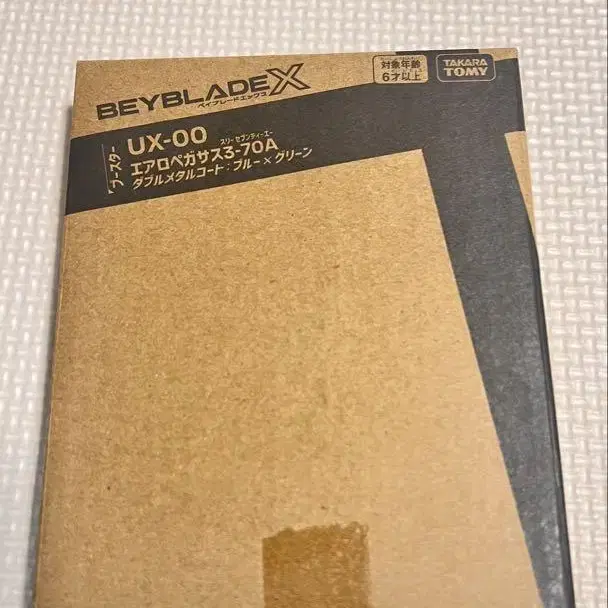 BEYBLADE X
ベイブレードエックス
対象年齢
6才以上
TAKARA
TOMY
ブースター
UX-00
スリーセブンティーエー
エアロペガサス3-70A
ダブルメタルコート:ブルー×グリーン